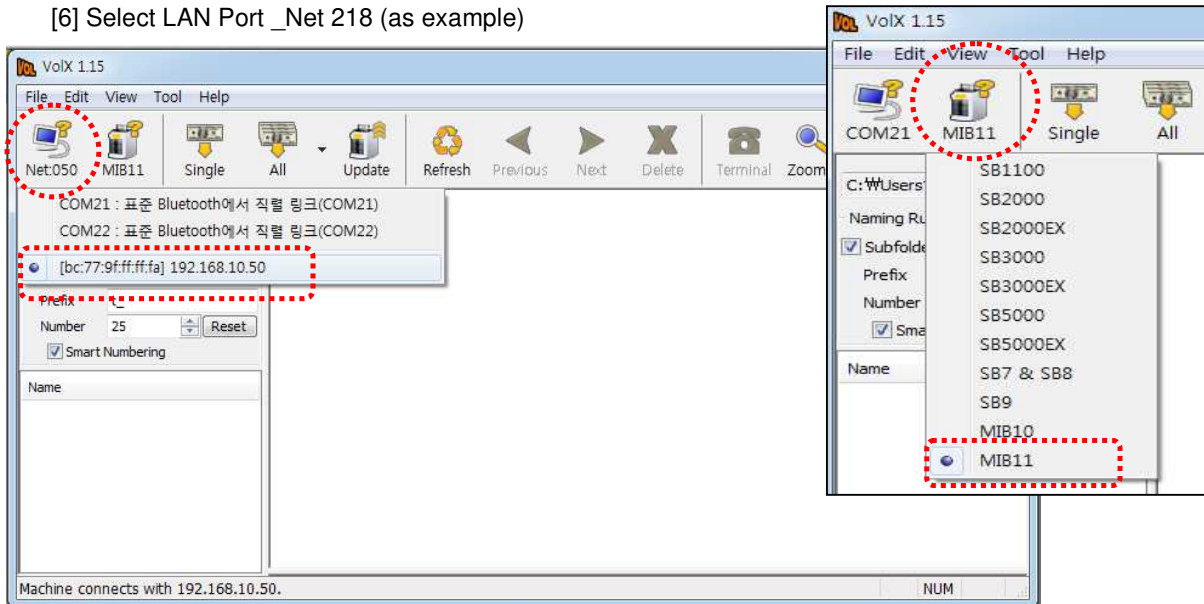 [6] Select LAN Port _Net 218 (as example)
VolX 1.15
File Edit View Tool Help
Net:050 MIB11 Single All Update Refresh Previous Next Delete Terminal Zoom
COM21 : 표준 Bluetooth에서 직렬 링크(COM21)
COM22 : 표준 Bluetooth에서 직렬 링크(COM22)
[bc:77:9f:ff:ff:fa] 192.168.10.50
Prefix t_
Number 25 Reset
Smart Numbering
Name
Machine connects with 192.168.10.50.
NUM
VolX 1.15
File Edit View Tool Help
COM21 MIB11 Single All
C:₩Users
Naming Ru
Subfolde
Prefix
Number
Sma
Name
SB1100
SB2000
SB2000EX
SB3000
SB3000EX
SB5000
SB5000EX
SB7 & SB8
SB9
MIB10
MIB11